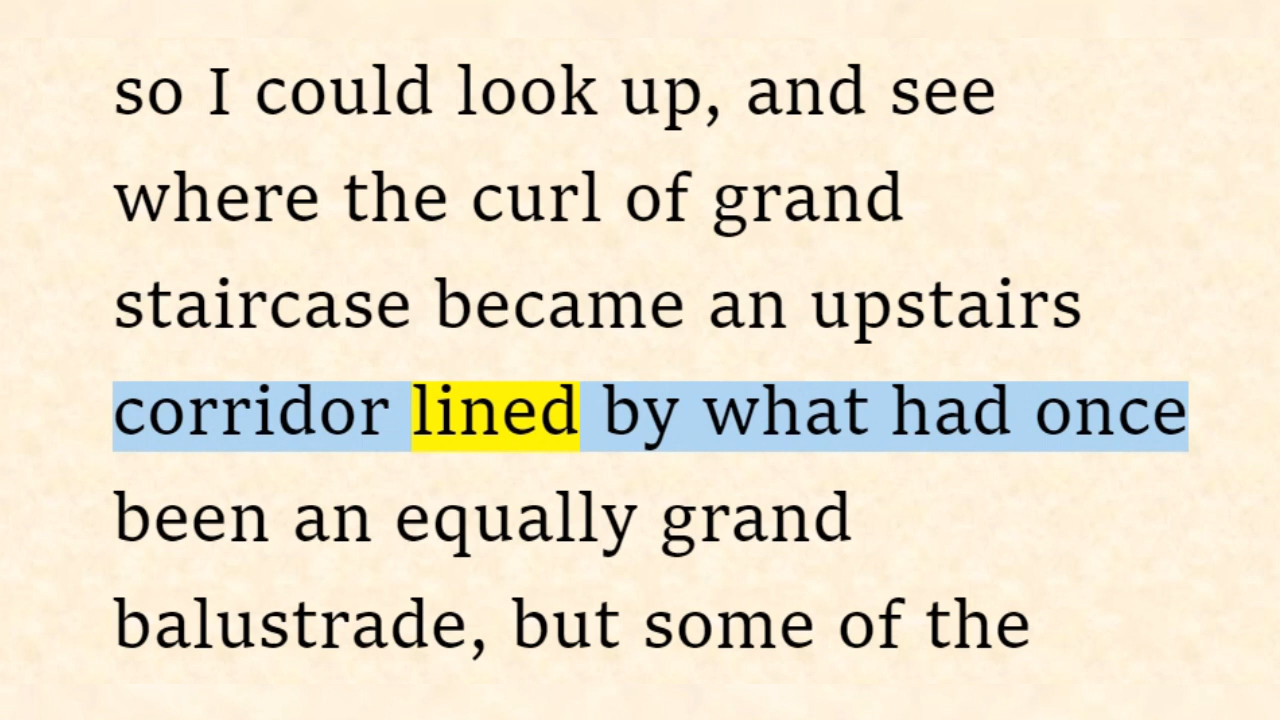 so I could look up, and see
where the curl of grand
staircase became an upstairs
corridor lined by what had once
been an equally grand
balustrade, but some of the